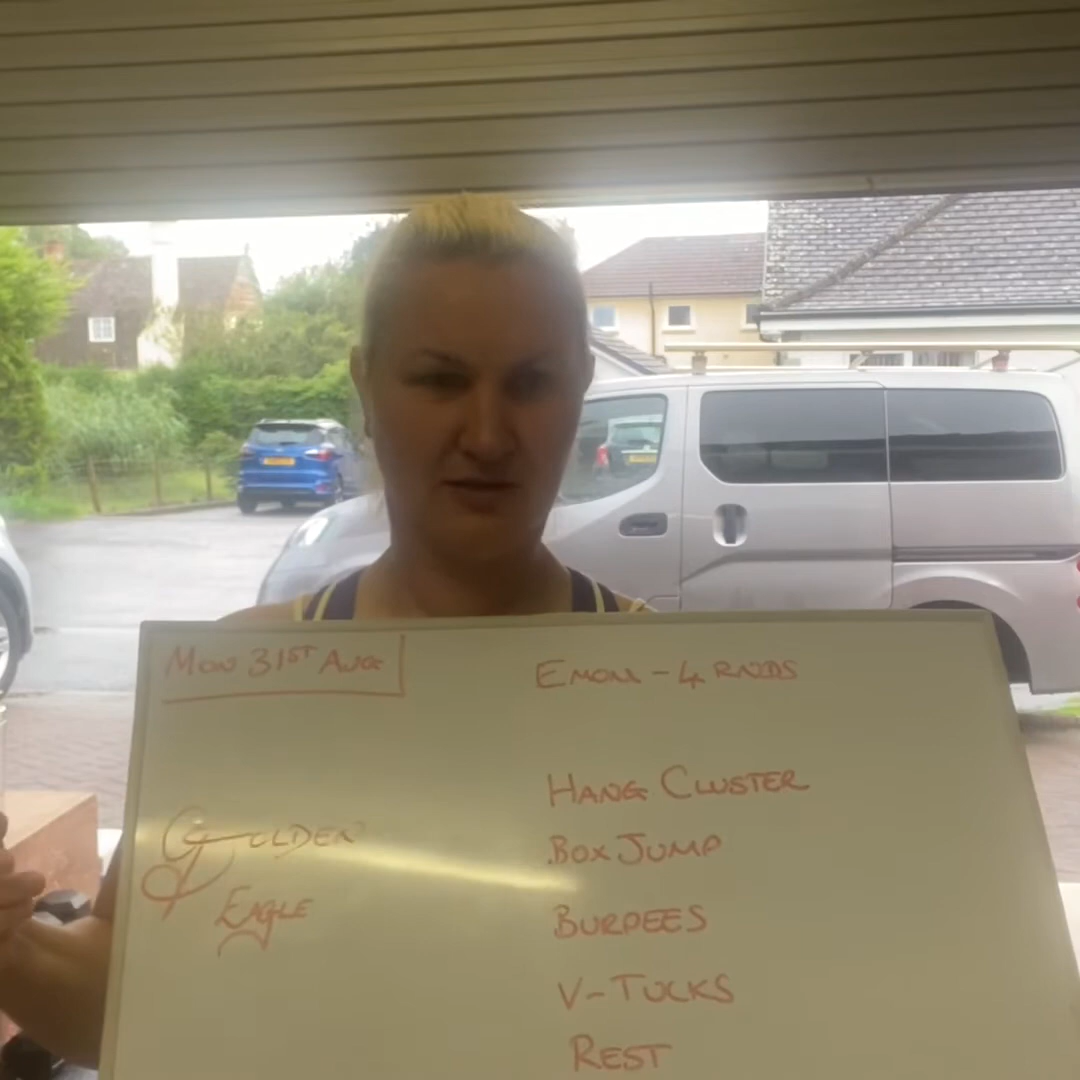 MON 31ST AUG
EMOM - 4 RNDS
GOLDEN
EAGLE
HANG CLUSTER
BOX JUMP
BURPEES
V-TUCKS
REST